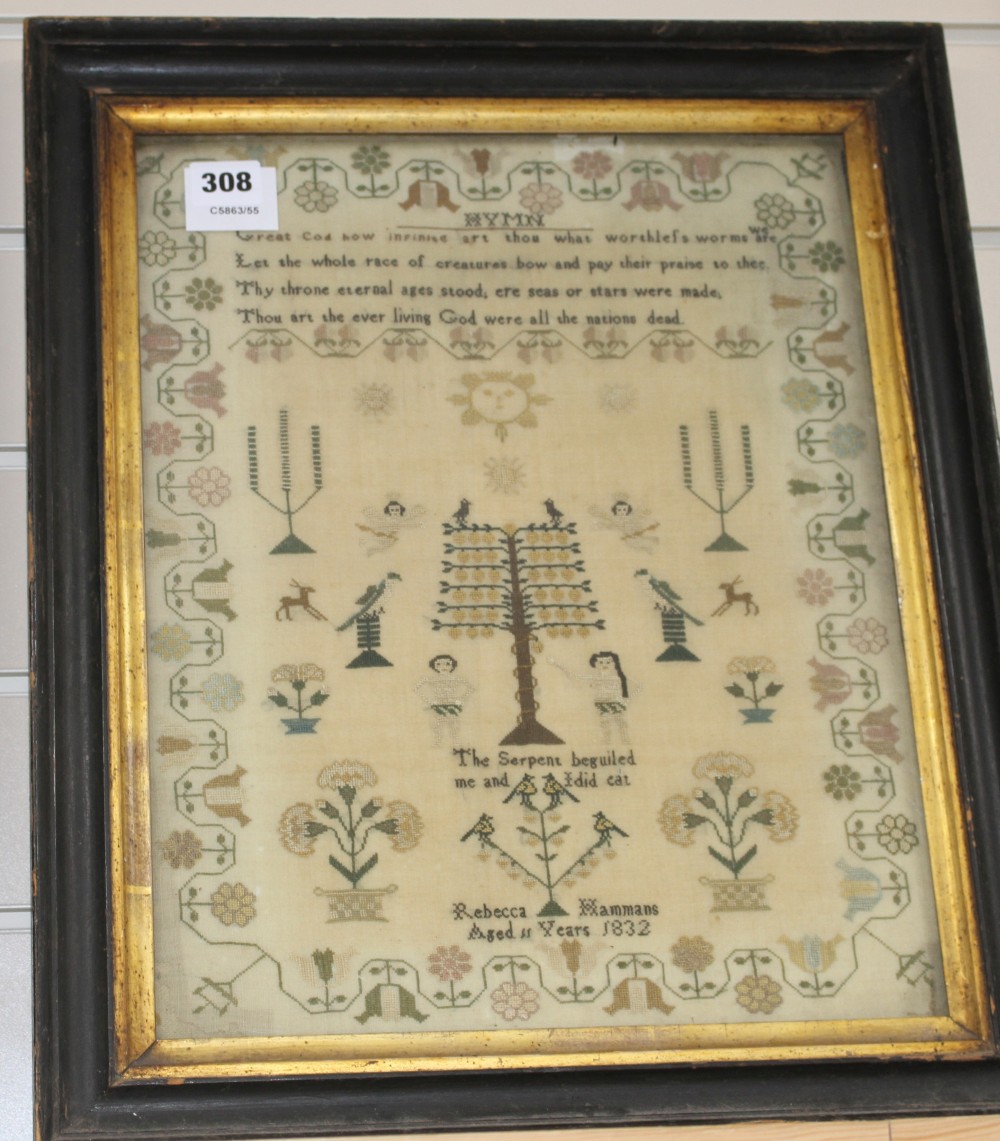 308
C5863/55
HYMN
Great God how infinite art thou what worthlefs worms are we
Let the whole race of creatures bow and pay their praise to thee
Thy throne eternal ages stood, ere seas or stars were made;
Thou art the ever living God were all the nations dead.
The Serpent beguiled
me and I did eat
Rebecca Hammans
Aged 11 Years 1832